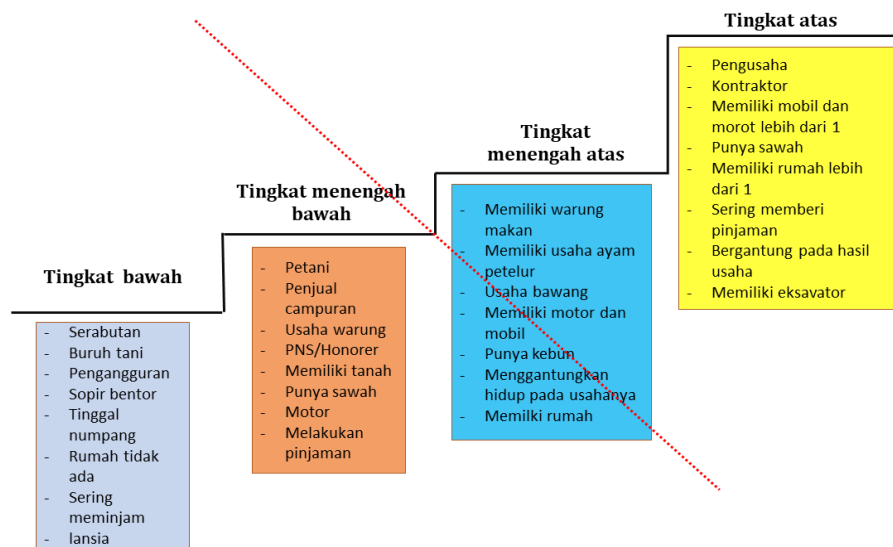 Tingkat bawah
- Serabutan
- Buruh tani
- Pengangguran
- Sopir bentor
- Tinggal
numpang
- Rumah tidak
ada
- Sering
meminjam
- lansia
Tingkat menengah
bawah
- Petani
- Penjual
campuran
- Usaha warung
- PNS/Honorer
- Memiliki tanah
- Punya sawah
- Motor
- Melakukan
pinjaman
Tingkat
menengah atas
- Memiliki warung
makan
- Memiliki usaha ayam
petelur
- Usaha bawang
- Memiliki motor dan
mobil
- Punya kebun
- Menggantungkan
hidup pada usahanya
- Memilki rumah
Tingkat atas
- Pengusaha
- Kontraktor
- Memiliki mobil dan
morot lebih dari 1
- Punya sawah
- Memiliki rumah lebih
dari 1
- Sering memberi
pinjaman
- Bergantung pada hasil
usaha
- Memiliki eksavator